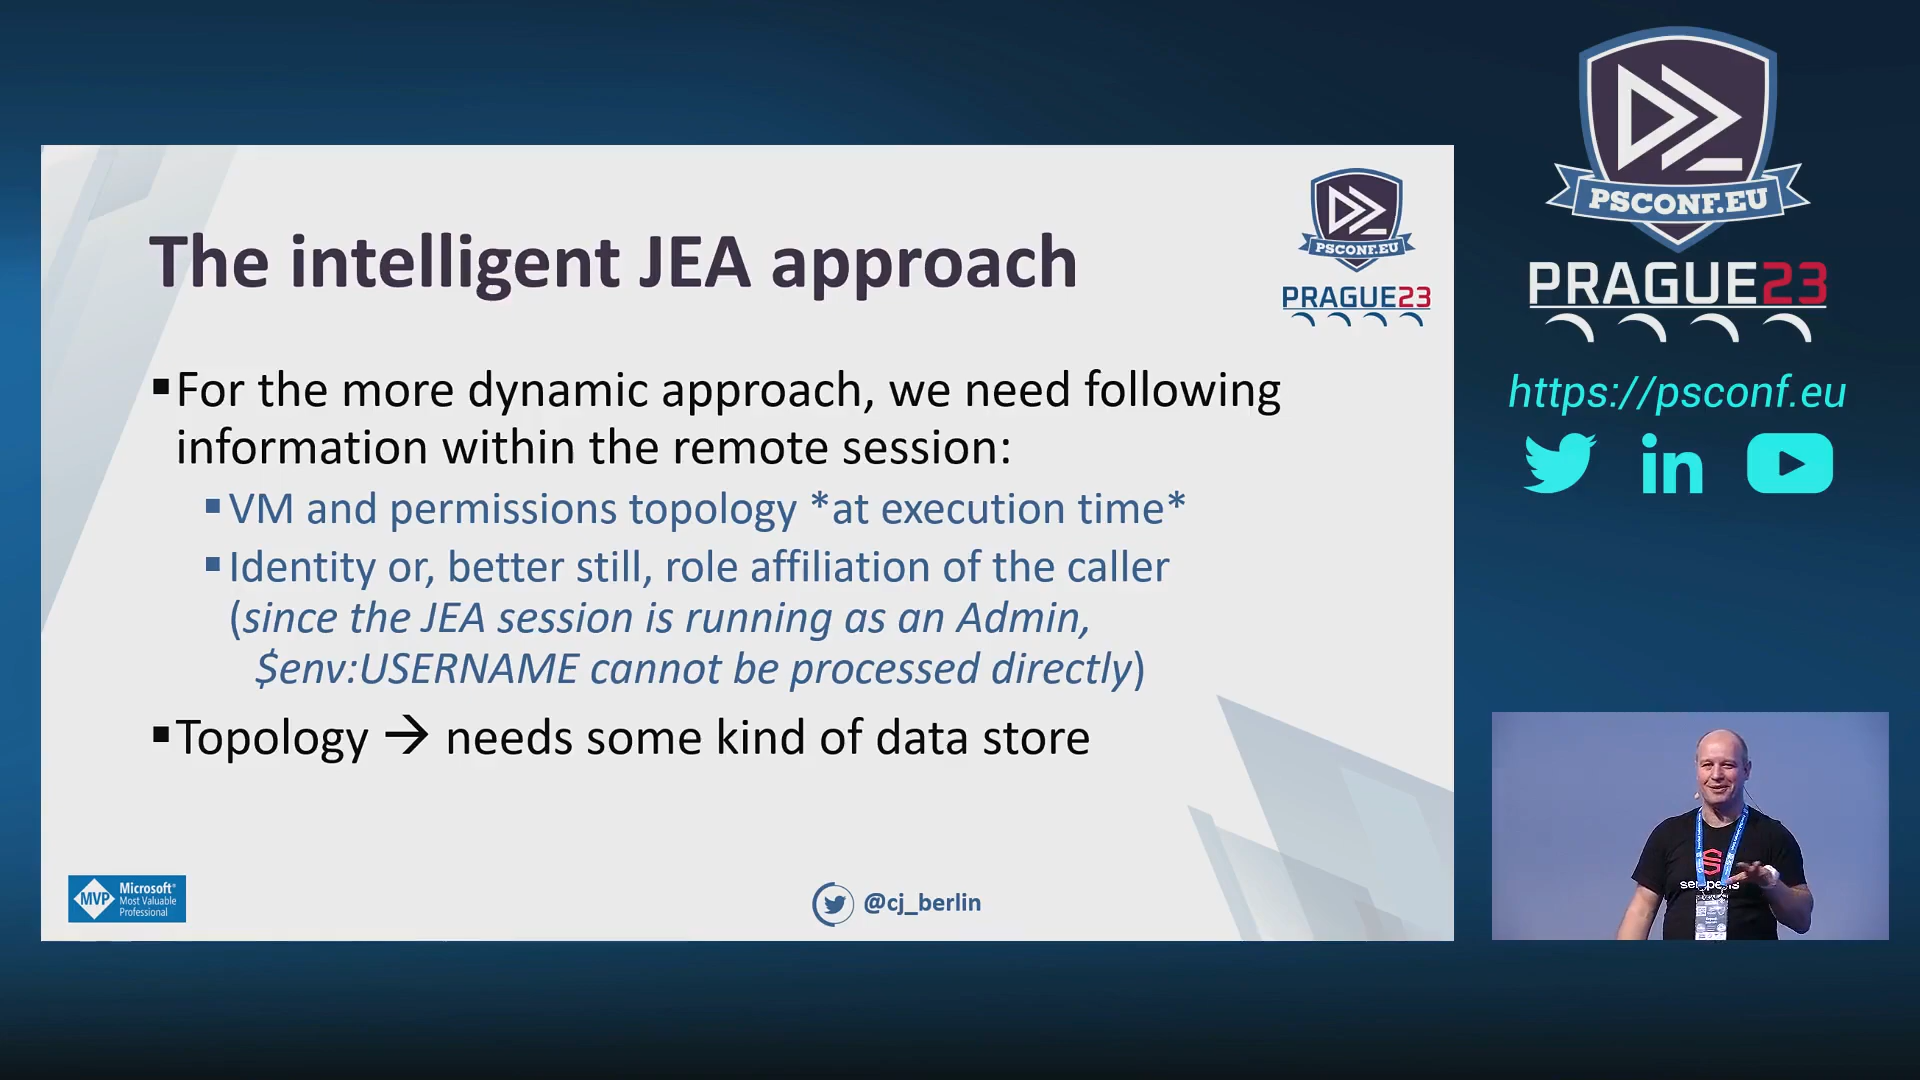 The intelligent JEA approach
PSCONF.EU
PRAGUE23
▪For the more dynamic approach, we need following
information within the remote session:
▪VM and permissions topology *at execution time*
▪Identity or, better still, role affiliation of the caller
(since the JEA session is running as an Admin,
$env:USERNAME cannot be processed directly)
▪Topology → needs some kind of data store
MVP
Microsoft®
Most Valuable
Professional
@cj_berlin
PSCONF.EU
PRAGUE23
https://psconf.eu
in